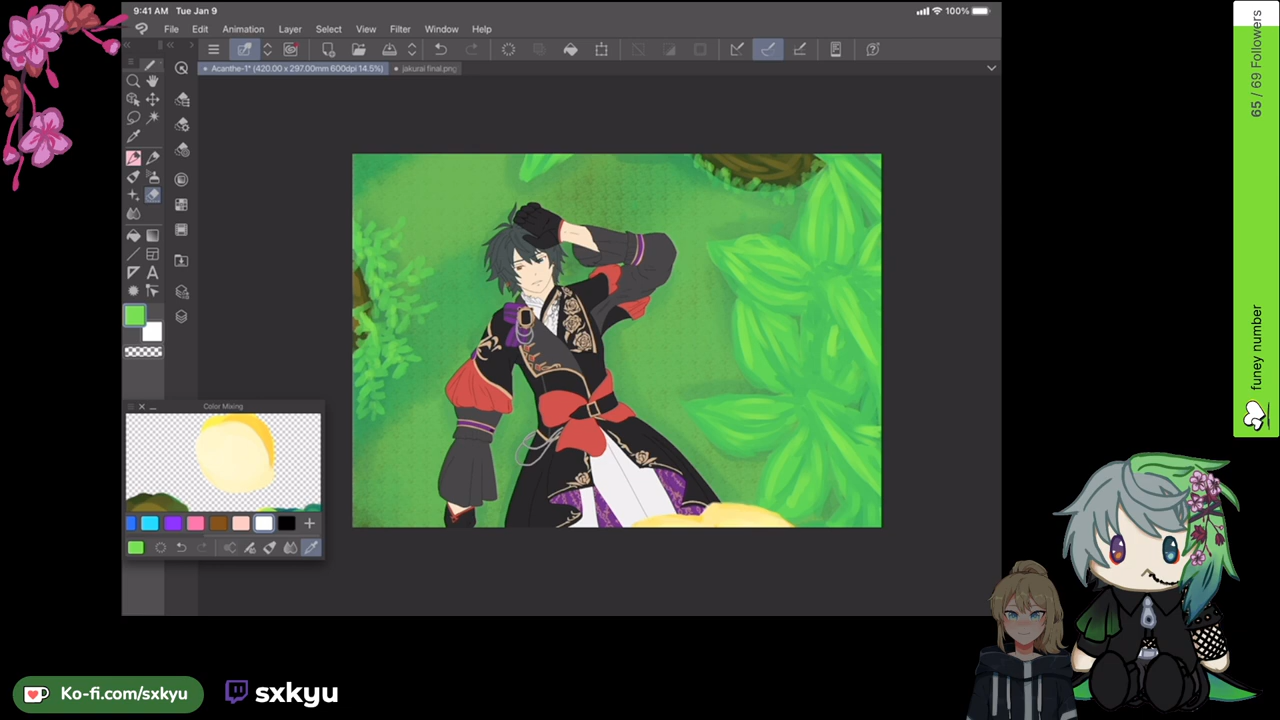 9:41 AM Tue Jan 9
100%
File Edit Animation Layer Select View Filter Window Help
Acanthe-1* (420.00 x 297.00mm 600dpi 14.5%)
jakurai final.png
A
Color Mixing
65 / 69 Followers
funey number
Ko-fi.com/sxkyu
sxkyu